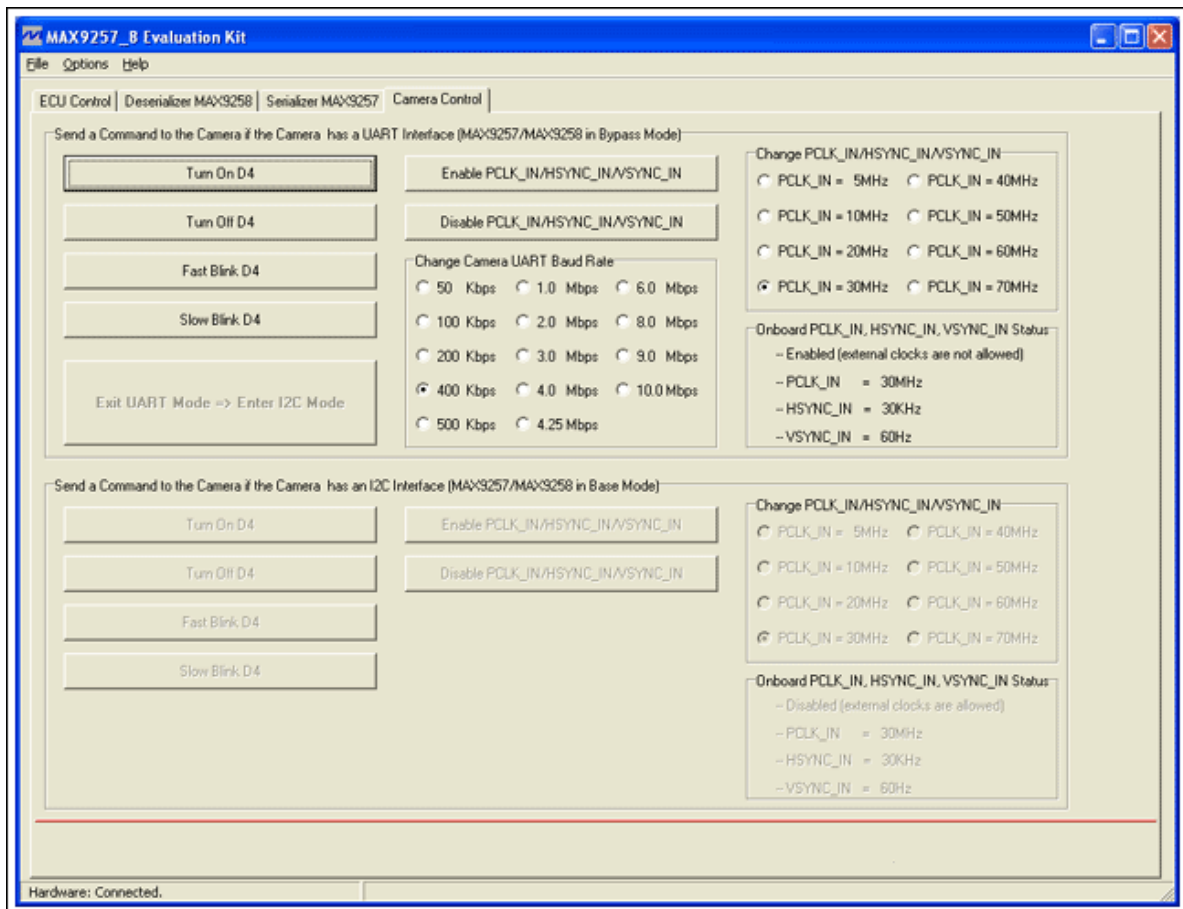 MAX9257_8 Evaluation Kit
File Options Help
ECU Control Deserializer MAX9258 Serializer MAX9257 Camera Control
Send a Command to the Camera if the Camera has a UART Interface (MAX9257/MAX9258 in Bypass Mode)
Turn On D4
Turn Off D4
Fast Blink D4
Slow Blink D4
Exit UART Mode => Enter I2C Mode
Enable PCLK_IN/HSYNC_IN/VSYNC_IN
Disable PCLK_IN/HSYNC_IN/VSYNC_IN
Change Camera UART Baud Rate
50 Kbps 1.0 Mbps 6.0 Mbps
100 Kbps 2.0 Mbps 8.0 Mbps
200 Kbps 3.0 Mbps 9.0 Mbps
400 Kbps 4.0 Mbps 10.0 Mbps
500 Kbps 4.25 Mbps
Change PCLK_IN/HSYNC_IN/VSYNC_IN
PCLK_IN = 5MHz PCLK_IN = 40MHz
PCLK_IN = 10MHz PCLK_IN = 50MHz
PCLK_IN = 20MHz PCLK_IN = 60MHz
PCLK_IN = 30MHz PCLK_IN = 70MHz
Onboard PCLK_IN, HSYNC_IN, VSYNC_IN Status
-- Enabled (external clocks are not allowed)
-- PCLK_IN = 30MHz
-- HSYNC_IN = 30KHz
-- VSYNC_IN = 60Hz
Send a Command to the Camera if the Camera has an I2C Interface (MAX9257/MAX9258 in Base Mode)
Turn On D4
Turn Off D4
Fast Blink D4
Slow Blink D4
Enable PCLK_IN/HSYNC_IN/VSYNC_IN
Disable PCLK_IN/HSYNC_IN/VSYNC_IN
Change PCLK_IN/HSYNC_IN/VSYNC_IN
PCLK_IN = 5MHz PCLK_IN = 40MHz
PCLK_IN = 10MHz PCLK_IN = 50MHz
PCLK_IN = 20MHz PCLK_IN = 60MHz
PCLK_IN = 30MHz PCLK_IN = 70MHz
Onboard PCLK_IN, HSYNC_IN, VSYNC_IN Status
-- Disabled (external clocks are allowed)
-- PCLK_IN = 30MHz
-- HSYNC_IN = 30KHz
-- VSYNC_IN = 60Hz
Hardware: Connected.